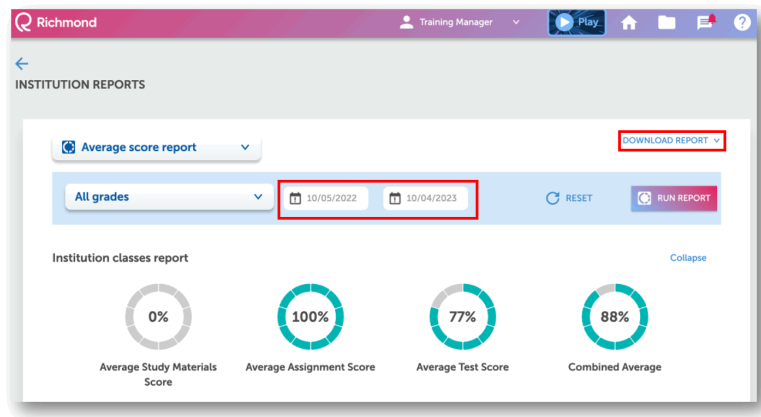 Richmond
Training Manager
Play
?
INSTITUTION REPORTS
Average score report
DOWNLOAD REPORT
All grades
10/05/2022
10/04/2023
RESET
RUN REPORT
Institution classes report
Collapse
0%
100%
77%
88%
Average Study Materials
Score
Average Assignment Score
Average Test Score
Combined Average